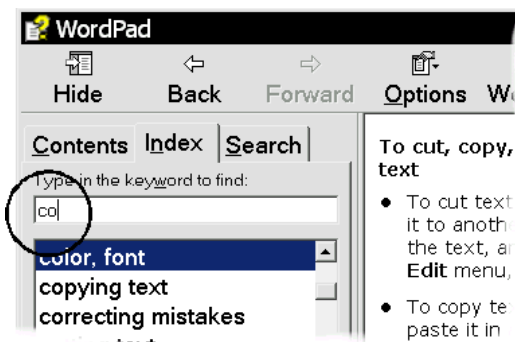 WordPad
Hide Back Forward Options
Contents Index Search
Type in the keyword to find:
co
color, font
copying text
correcting mistakes
To cut, copy,
text
• To cut text
it to anoth
the text, a
Edit menu,
• To copy te
paste it in